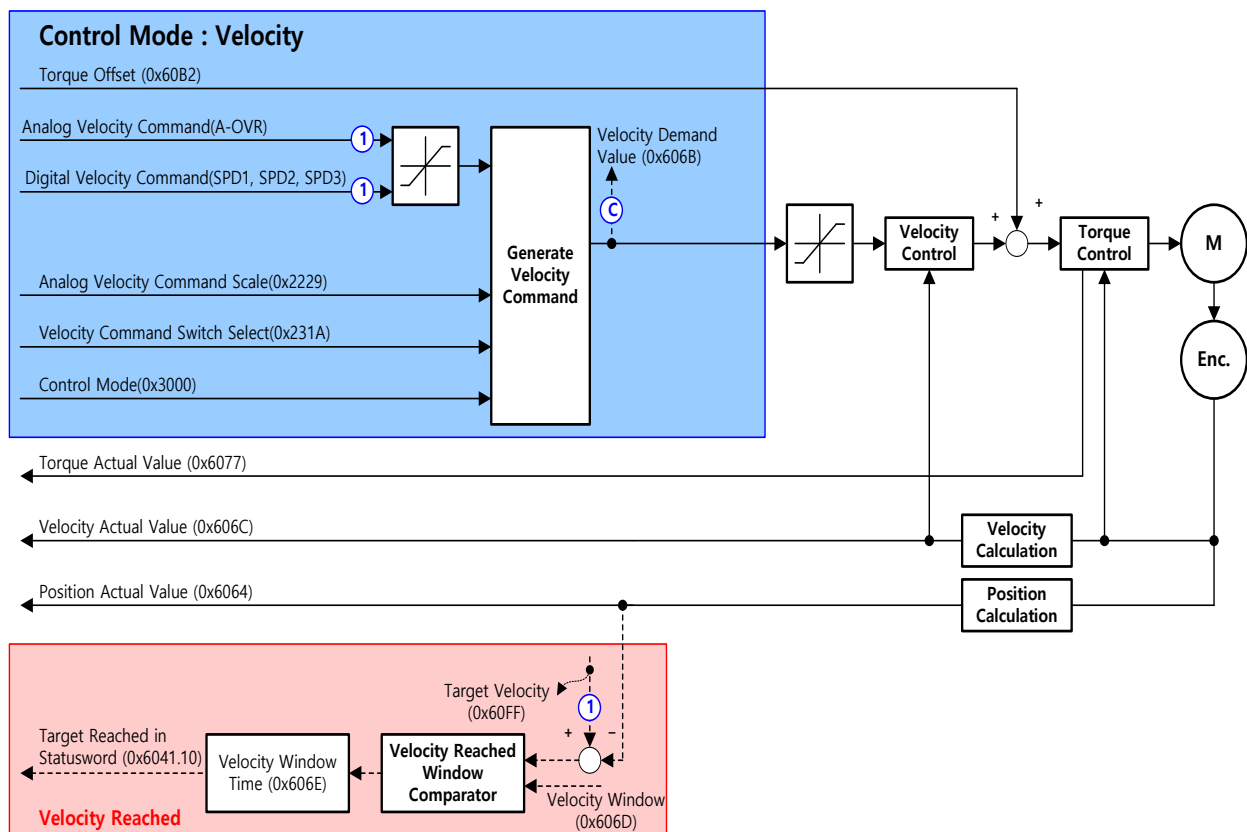 Control Mode : Velocity
Torque Offset (0x60B2)
Analog Velocity Command(A-OVR)
1
Digital Velocity Command(SPD1, SPD2, SPD3)
1
Velocity Demand
Value (0x606B)
C
Generate
Velocity
Command
Analog Velocity Command Scale(0x2229)
Velocity Command Switch Select(0x231A)
Control Mode(0x3000)
Velocity
Control
+
+
Torque
Control
M
Enc.
Torque Actual Value (0x6077)
Velocity Actual Value (0x606C)
Velocity
Calculation
Position Actual Value (0x6064)
Position
Calculation
Target Velocity
(0x60FF)
1
+
−
Target Reached in
Statusword (0x6041.10)
Velocity Window
Time (0x606E)
Velocity Reached
Window
Comparator
Velocity Window
(0x606D)
Velocity Reached